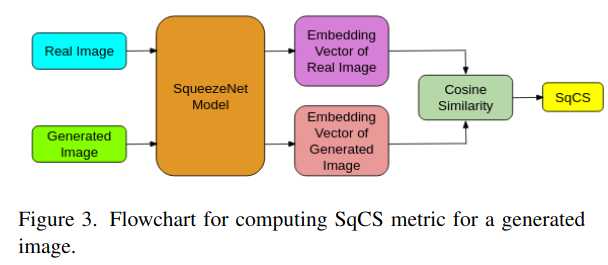 Real Image
Generated
Image
SqueezeNet
Model
Embedding
Vector of
Real Image
Embedding
Vector of
Generated
Image
Cosine
Similarity
SqCS
Figure 3. Flowchart for computing SqCS metric for a generated
image.